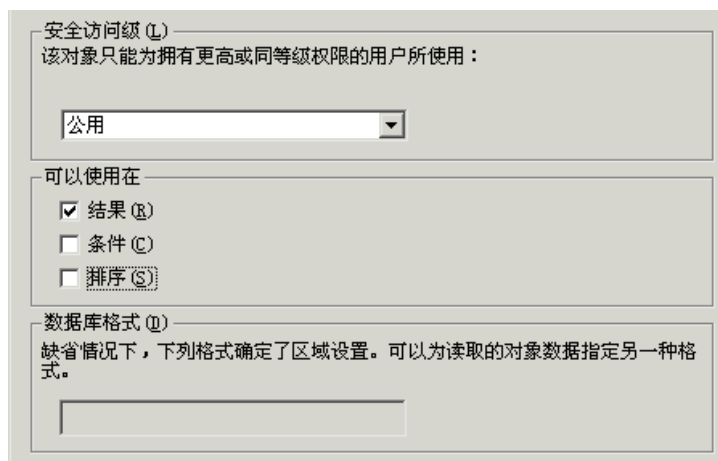 安全访问级(L)
该对象只能为拥有更高或同等级权限的用户所使用：
公用
可以使用在
结果(R)
条件(C)
排序(S)
数据库格式(D)
缺省情况下，下列格式确定了区域设置。可以为读取的对象数据指定另一种格
式。